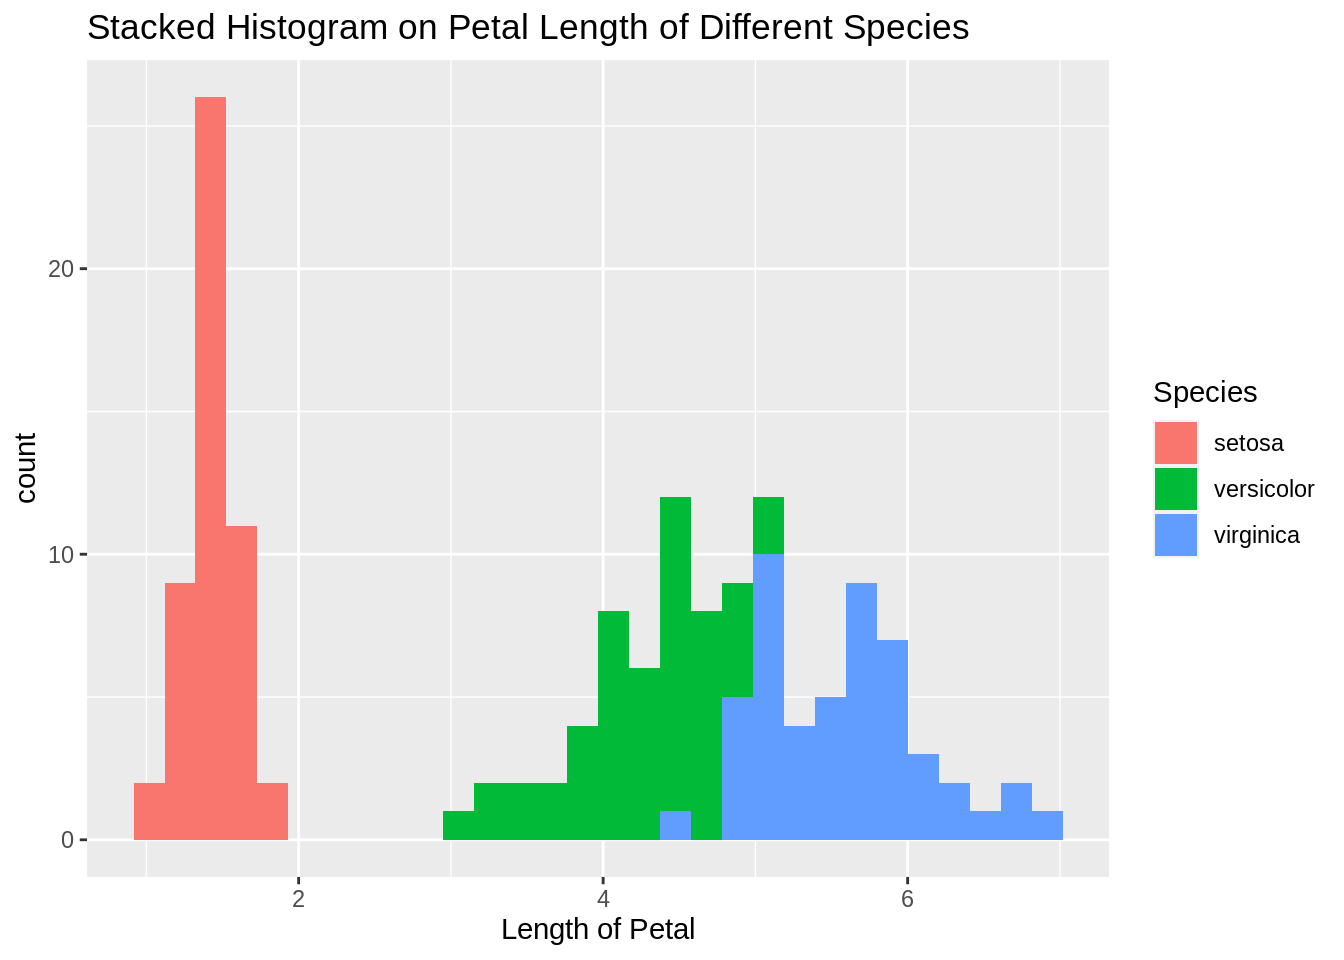 Stacked Histogram on Petal Length of Different Species
20
10
0
count
2 4 6
Length of Petal
Species
setosa
versicolor
virginica